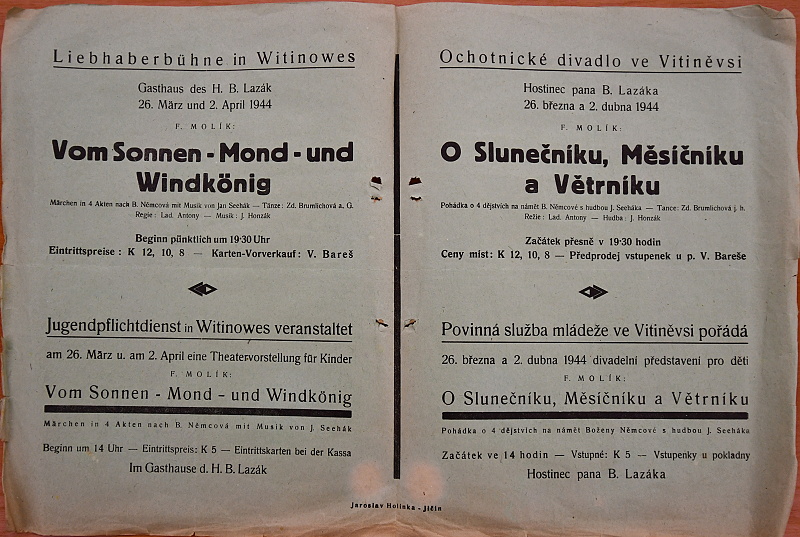 Liebhaberbühne in Witinowes
Gasthaus des H. B. Lazák
26. März und 2. April 1944
F. MOLÍK:
Vom Sonnen - Mond - und
Windkönig
Märchen in 4 Akten nach B. Němcová mit Musik von Jan Seehák — Tänze: Zd. Brumlichová a. G.
Regie: Lad. Antony — Musik: J. Honzák
Beginn pünktlich um 19·30 Uhr
Eintrittspreise: K 12, 10, 8 — Karten-Vorverkauf: V. Bareš
Jugendpflichtdienst in Witinowes veranstaltet
am 26. März u. am 2. April eine Theatervorstellung für Kinder
F. MOLÍK:
Vom Sonnen - Mond - und Windkönig
Märchen in 4 Akten nach B. Němcová mit Musik von J. Seehák
Beginn um 14 Uhr — Eintrittspreis: K 5 — Eintrittskarten bei der Kassa
Im Gasthause d. H. B. Lazák
Ochotnické divadlo ve Vitiněvsi
Hostinec pana B. Lazáka
26. března a 2. dubna 1944
F. MOLÍK:
O Slunečníku, Měsíčníku
a Větrníku
Pohádka o 4 dějstvích na námět B. Němcové s hudbou J. Seeháka — Tance: Zd. Brumlichová j. h.
Režie: Lad. Antony — Hudba: J. Honzák
Začátek přesně v 19·30 hodin
Ceny míst: K 12, 10, 8 — Předprodej vstupenek u p. V. Bareše
Povinná služba mládeže ve Vitiněvsi pořádá
26. března a 2. dubna 1944 divadelní představení pro děti
F. MOLÍK:
O Slunečníku, Měsíčníku a Větrníku
Pohádka o 4 dějstvích na námět Boženy Němcové s hudbou J. Seeháka
Začátek ve 14 hodin — Vstupné: K 5 — Vstupenky u pokladny
Hostinec pana B. Lazáka
Jaroslav Holinka - Jičín